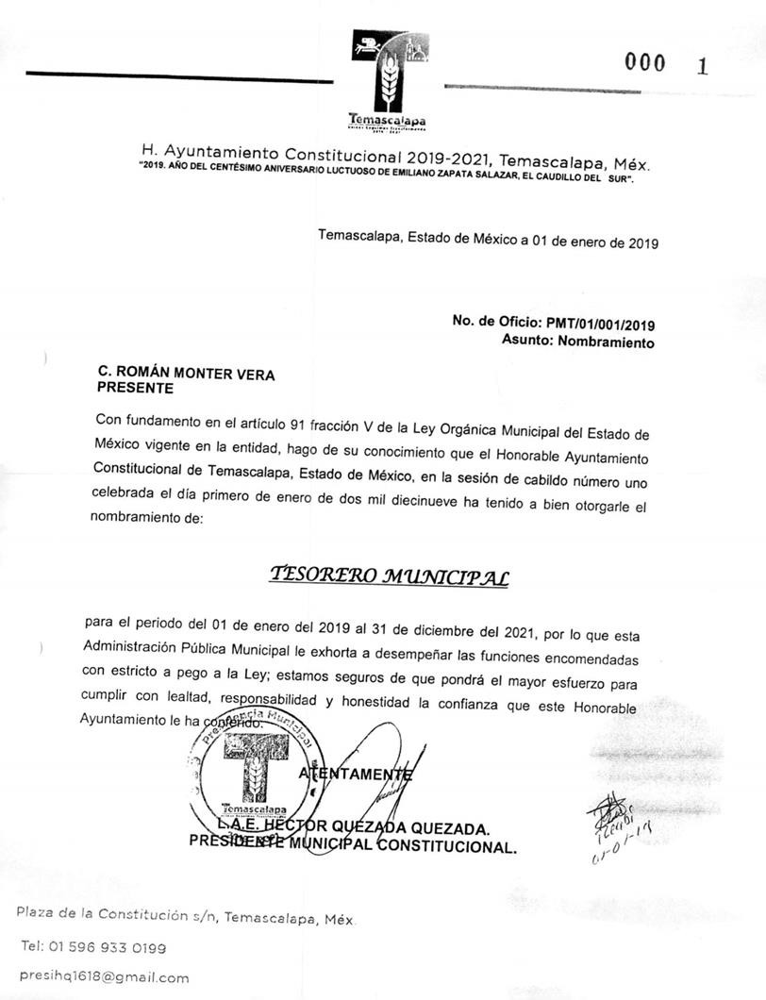 000 1
Temascalapa
H. Ayuntamiento Constitucional 2019-2021, Temascalapa, Méx.
"2019. AÑO DEL CENTÉSIMO ANIVERSARIO LUCTUOSO DE EMILIANO ZAPATA SALAZAR, EL CAUDILLO DEL SUR".
Temascalapa, Estado de México a 01 de enero de 2019
No. de Oficio: PMT/01/001/2019
Asunto: Nombramiento
C. ROMÁN MONTER VERA
PRESENTE
Con fundamento en el artículo 91 fracción V de la Ley Orgánica Municipal del Estado de
México vigente en la entidad, hago de su conocimiento que el Honorable Ayuntamiento
Constitucional de Temascalapa, Estado de México, en la sesión de cabildo número uno
celebrada el día primero de enero de dos mil diecinueve ha tenido a bien otorgarle el
nombramiento de:
TESORERO MUNICIPAL
para el periodo del 01 de enero del 2019 al 31 de diciembre del 2021, por lo que esta
Administración Pública Municipal le exhorta a desempeñar las funciones encomendadas
con estricto a pego a la Ley; estamos seguros de que pondrá el mayor esfuerzo para
cumplir con lealtad, responsabilidad y honestidad la confianza que este Honorable
Ayuntamiento le ha conferido.
Presidencia Municipal
Temascalapa
ATENTAMENTE
L.A.E. HÉCTOR QUEZADA QUEZADA.
PRESIDENTE MUNICIPAL CONSTITUCIONAL.
01-01-19
Plaza de la Constitución s/n, Temascalapa, Méx.
Tel: 01 596 933 0199
presihq1618@gmail.com